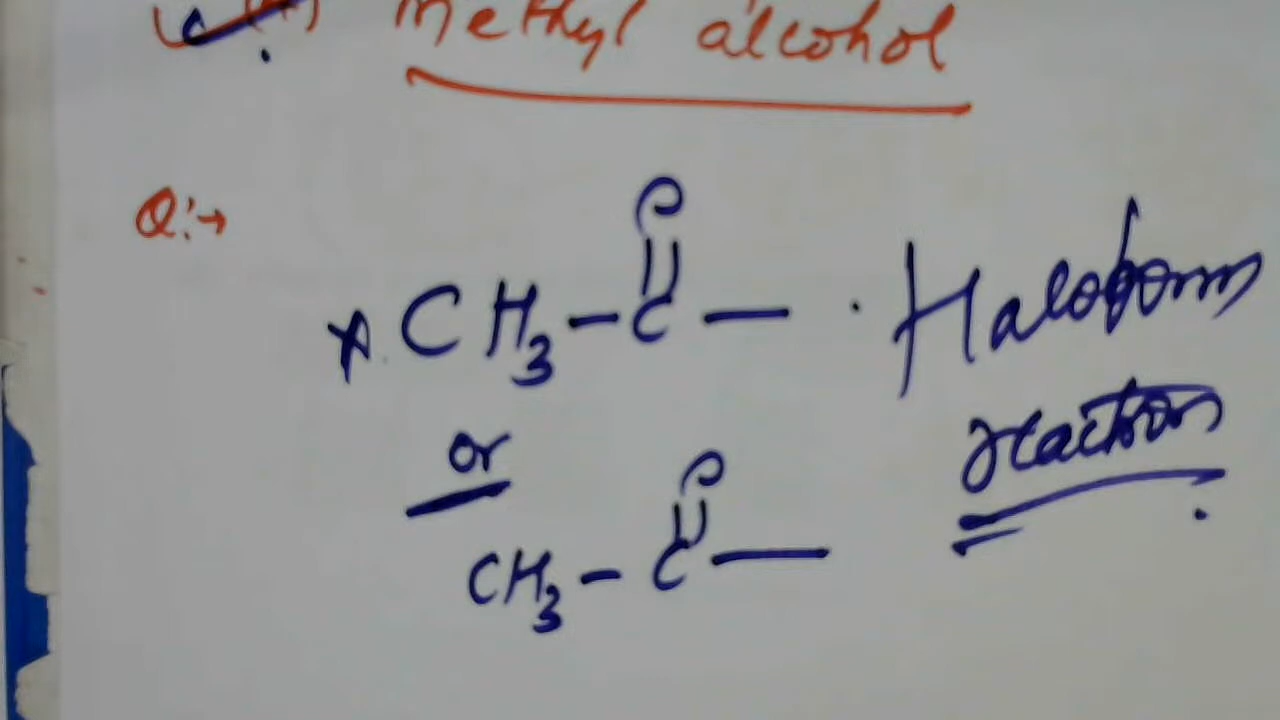 Methyl alcohol
Q:→
O
CH3-C- · Haloform
or
reaction
O
CH3-C-